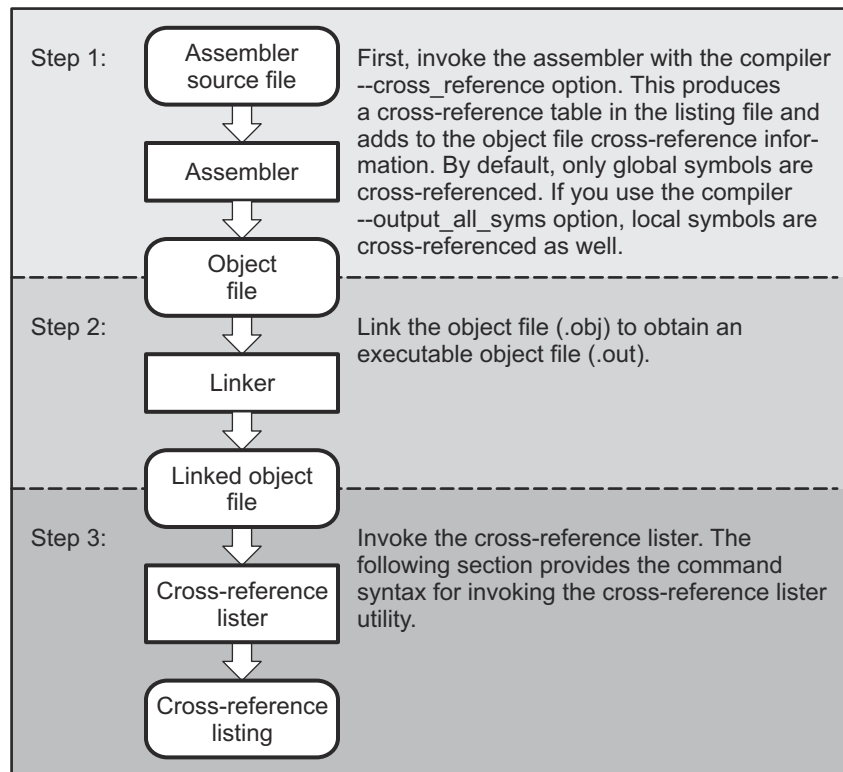 Step 1:
Assembler
source file
Assembler
Object
file
First, invoke the assembler with the compiler
--cross_reference option. This produces
a cross-reference table in the listing file and
adds to the object file cross-reference infor-
mation. By default, only global symbols are
cross-referenced. If you use the compiler
--output_all_syms option, local symbols are
cross-referenced as well.
Step 2:
Linker
Linked object
file
Link the object file (.obj) to obtain an
executable object file (.out).
Step 3:
Cross-reference
lister
Cross-reference
listing
Invoke the cross-reference lister. The
following section provides the command
syntax for invoking the cross-reference lister
utility.